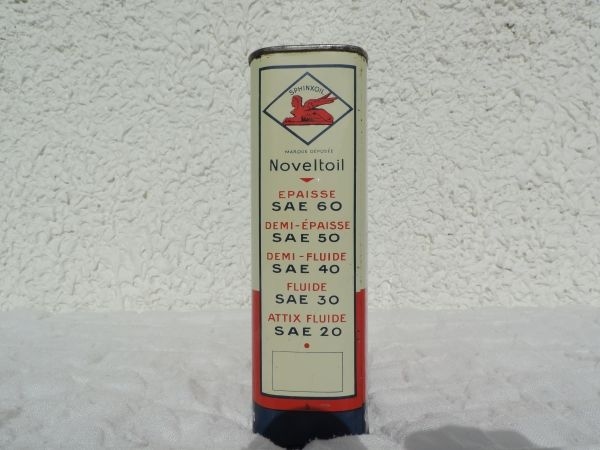 SPHINXOIL
MARQUE DÉPOSÉE
Noveltoil
EPAISSE
SAE 60
DEMI-ÉPAISSE
SAE 50
DEMI-FLUIDE
SAE 40
FLUIDE
SAE 30
ATTIX FLUIDE
SAE 20